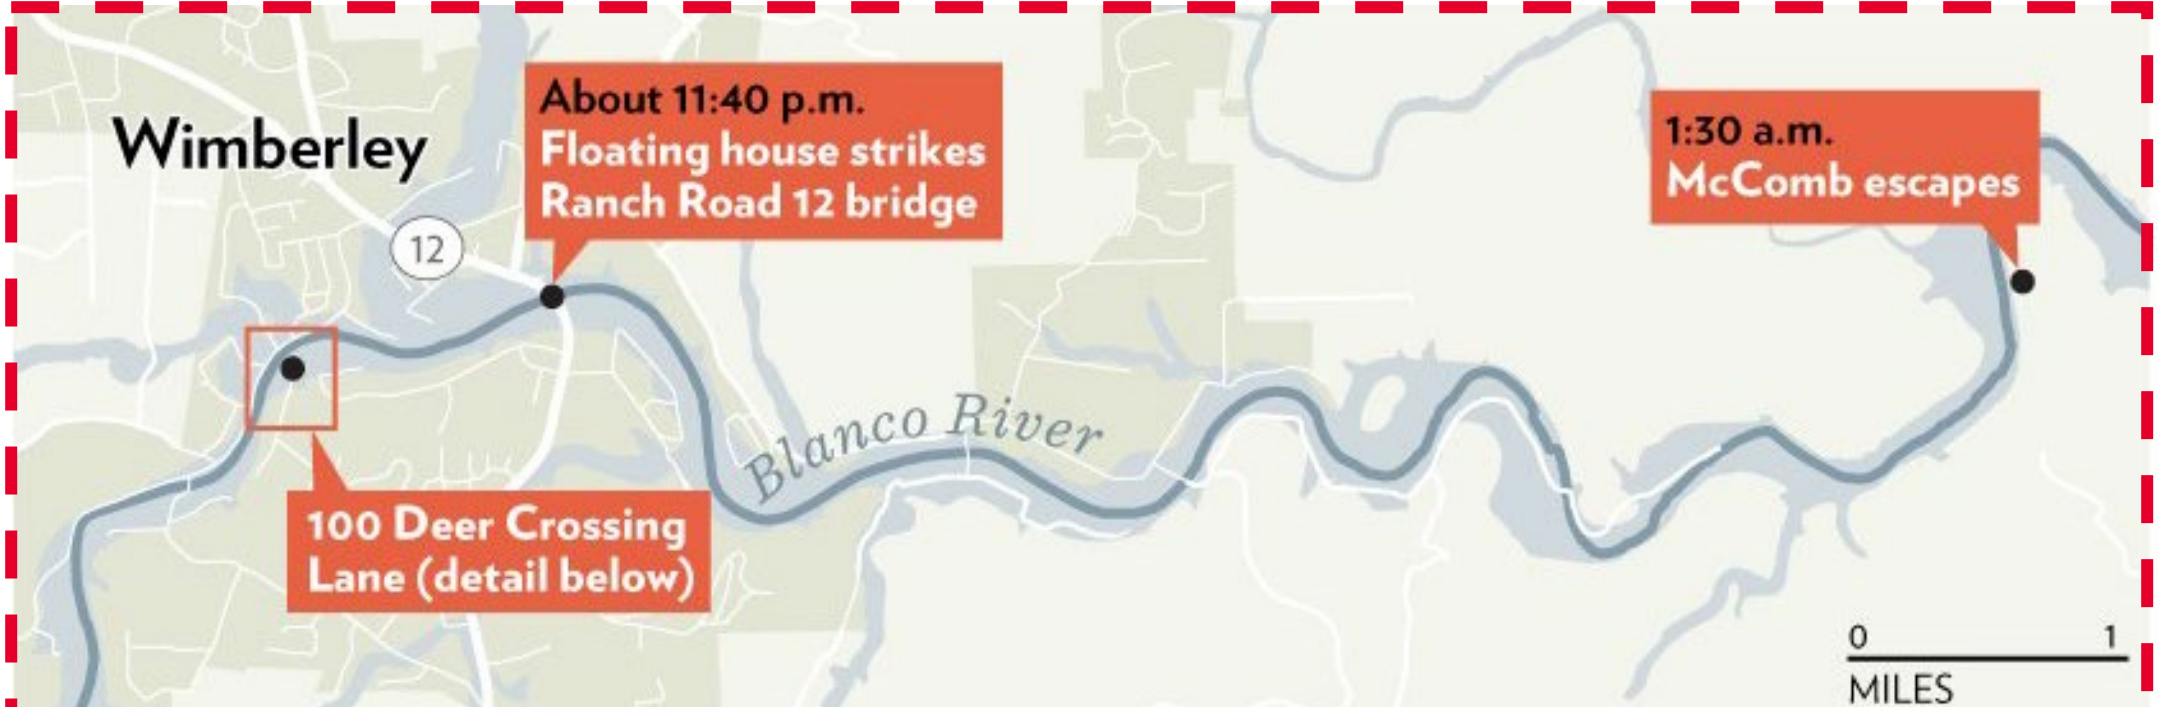 About 11:40 p.m.
Floating house strikes
Ranch Road 12 bridge
1:30 a.m.
McComb escapes
Wimberley
12
Blanco River
100 Deer Crossing
Lane (detail below)
0 1
MILES